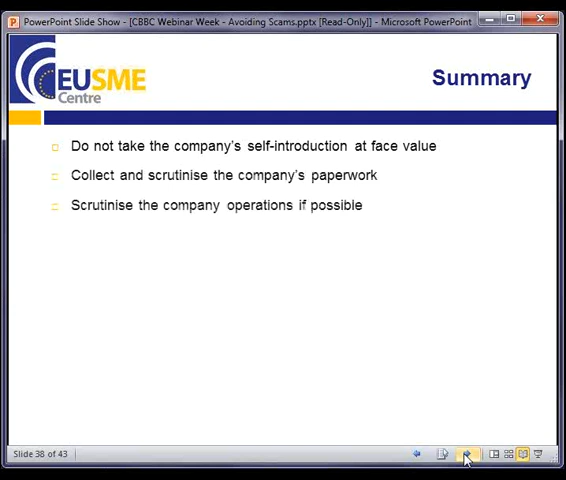 PowerPoint Slide Show - [CBBC Webinar Week - Avoiding Scams.pptx [Read-Only]] - Microsoft PowerPoint
EUSME
Centre
Summary
Do not take the company's self-introduction at face value
Collect and scrutinise the company's paperwork
Scrutinise the company operations if possible
Slide 38 of 43